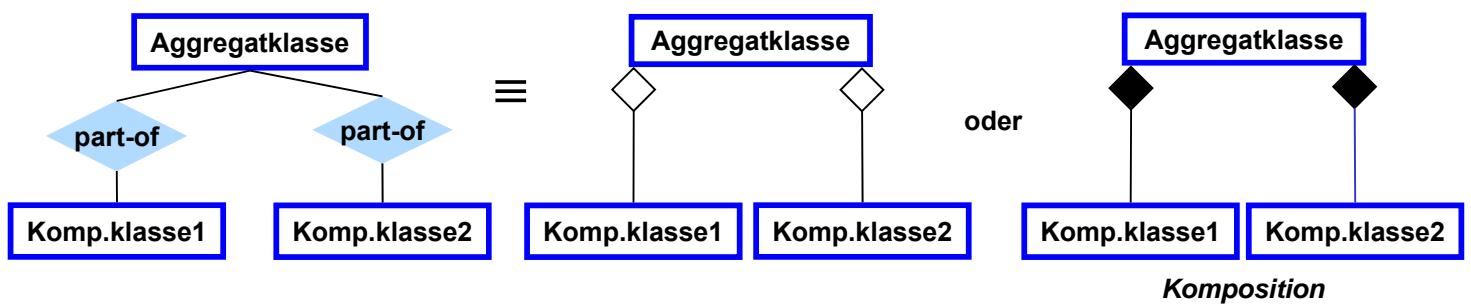 Aggregatklasse
part-of
part-of
Komp.klasse1
Komp.klasse2
≡
Aggregatklasse
Komp.klasse1
Komp.klasse2
oder
Aggregatklasse
Komp.klasse1
Komp.klasse2
Komposition